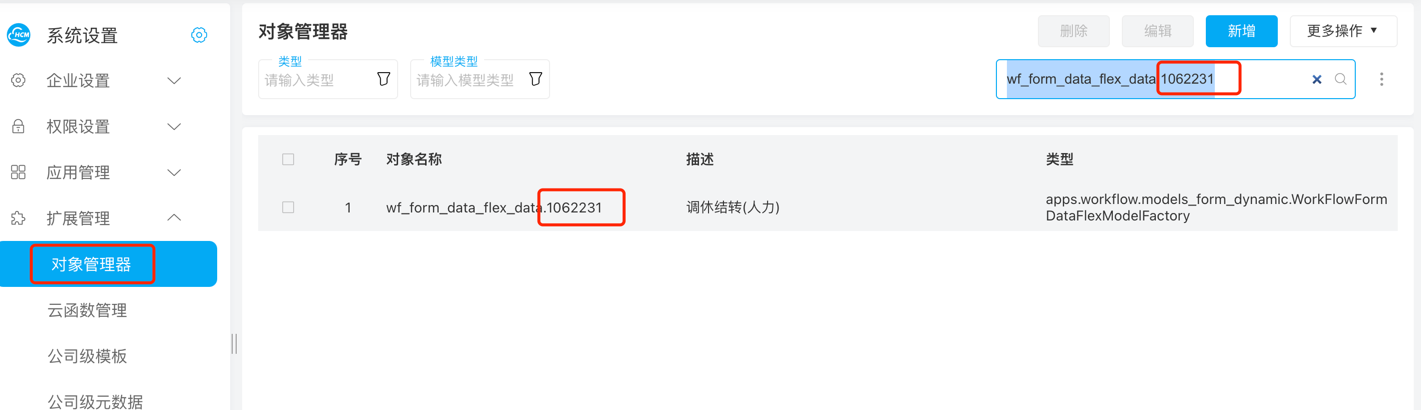 HCM
系统设置
企业设置
权限设置
应用管理
扩展管理
对象管理器
云函数管理
公司级模板
公司级元数据
对象管理器
删除
编辑
新增
更多操作
类型
请输入类型
模型类型
请输入模型类型
wf_form_data_flex_data.1062231
序号 对象名称 描述 类型
1 wf_form_data_flex_data.1062231 调休结转(人力) apps.workflow.models_form_dynamic.WorkFlowForm
DataFlexModelFactory